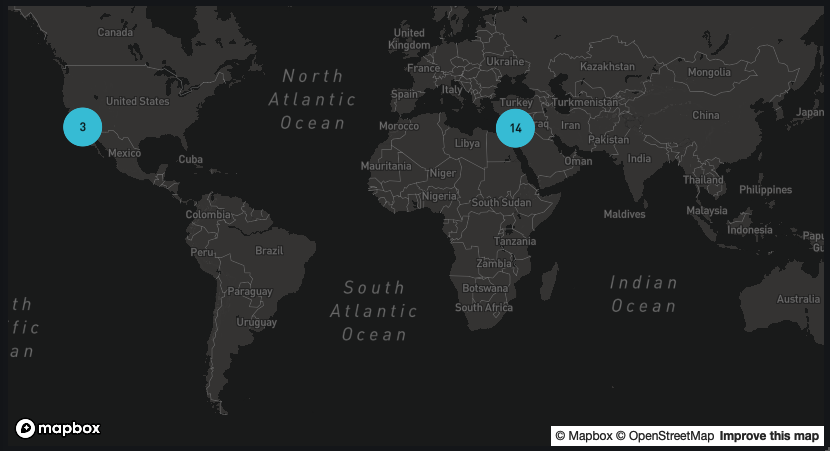 Canada
United
Kingdom
Ukraine
Kazakhstan
Mongolia
North
Atlantic
Ocean
France
Italy
Spain
United States
Turkey
Turkmenistan
China
Japan
3
14
Morocco
Iran
Pakistan
Libya
Mexico
Cuba
Mauritania
Niger
Oman
India
Thailand
Philippines
Nigeria
South Sudan
Colombia
Maldives
Malaysia
Indonesia
Tanzania
Peru
Brazil
Zambia
Botswana
South Africa
Paraguay
Uruguay
South
Atlantic
Ocean
Indian
Ocean
Australia
th
ific
an
mapbox
© Mapbox © OpenStreetMap Improve this map